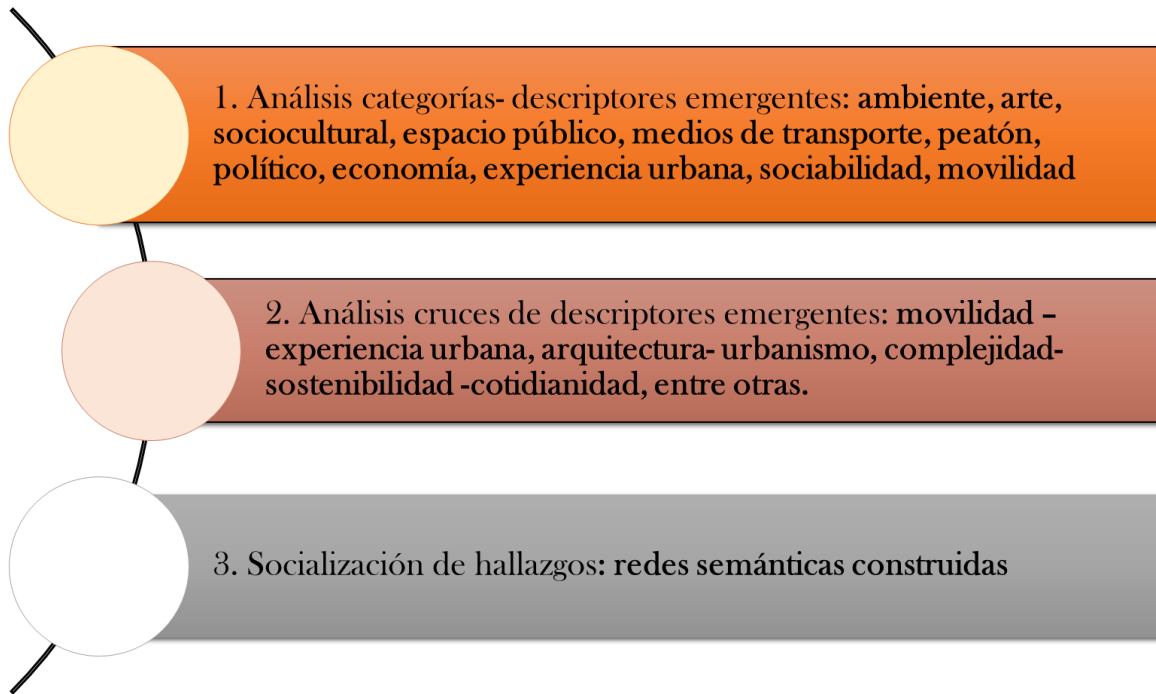 1. Análisis categorías- descriptores emergentes: ambiente, arte,
sociocultural, espacio público, medios de transporte, peatón,
político, economía, experiencia urbana, sociabilidad, movilidad
2. Análisis cruces de descriptores emergentes: movilidad –
experiencia urbana, arquitectura- urbanismo, complejidad-
sostenibilidad -cotidianidad, entre otras.
3. Socialización de hallazgos: redes semánticas construidas